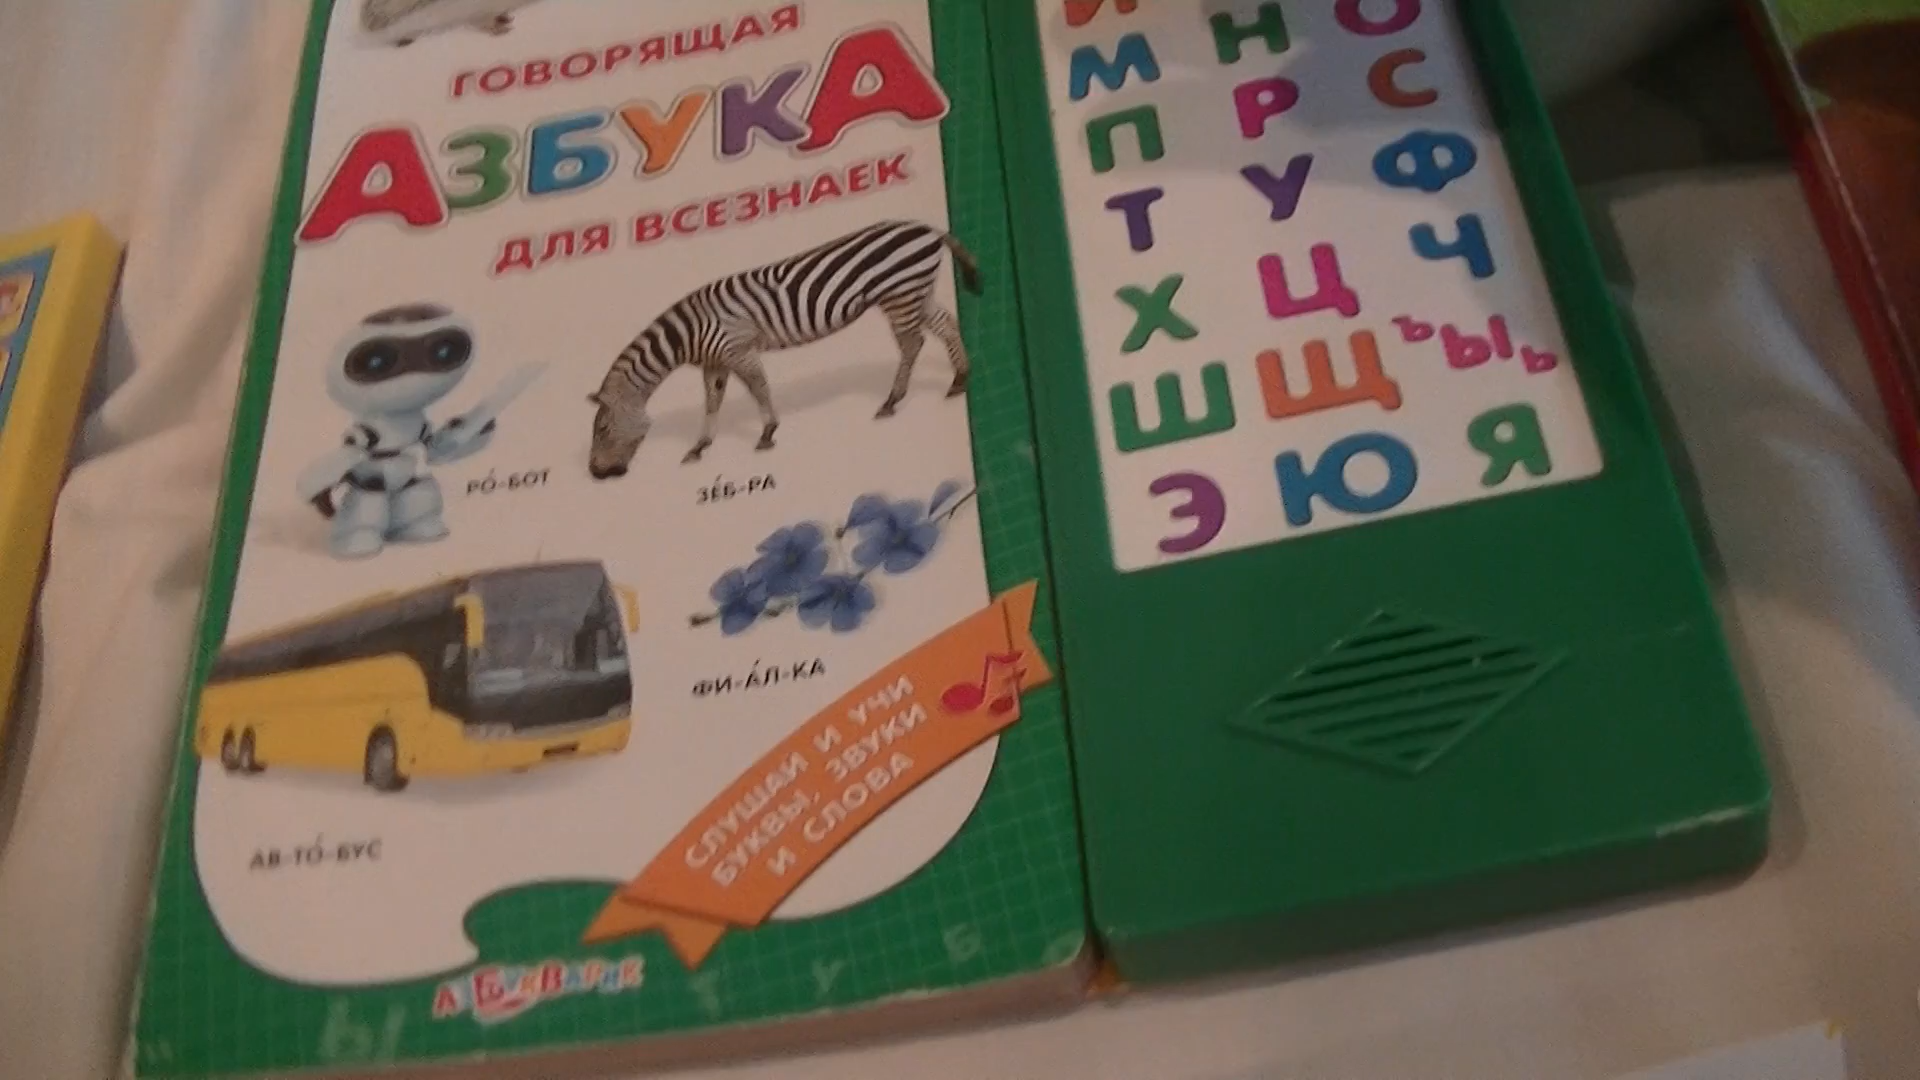 ГОВОРЯЩАЯ
АЗБУКА
ДЛЯ ВСЕЗНАЕК
РО́-БОТ
ЗЕ́Б-РА
ФИ-А́Л-КА
АВ-ТО́-БУС
СЛУШАЙ И УЧИ
БУКВЫ, ЗВУКИ
И СЛОВА
АЗБУКВАРИК
Ы У Б
Н О
М Р С
П У Ф
Т Ц Ч
Х Щ Ъ Ы Ь
Ш Ю Я
Э